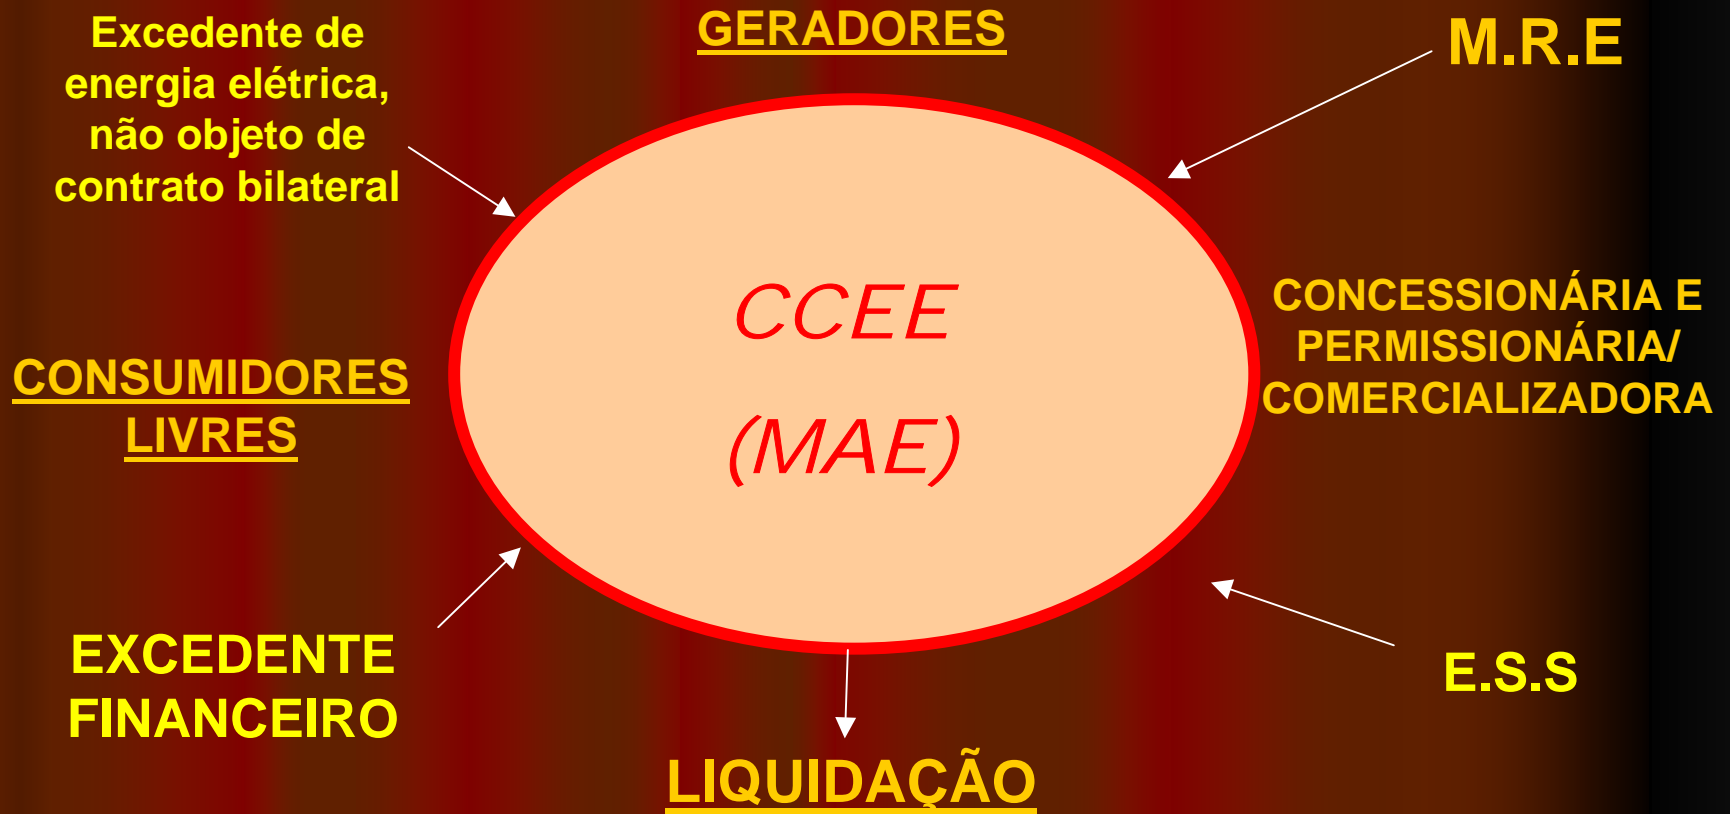 Excedente de
energia elétrica,
não objeto de
contrato bilateral
GERADORES
M.R.E
CCEE
(MAE)
CONCESSIONÁRIA E
PERMISSIONÁRIA/
COMERCIALIZADORA
CONSUMIDORES
LIVRES
EXCEDENTE
FINANCEIRO
E.S.S
LIQUIDAÇÃO